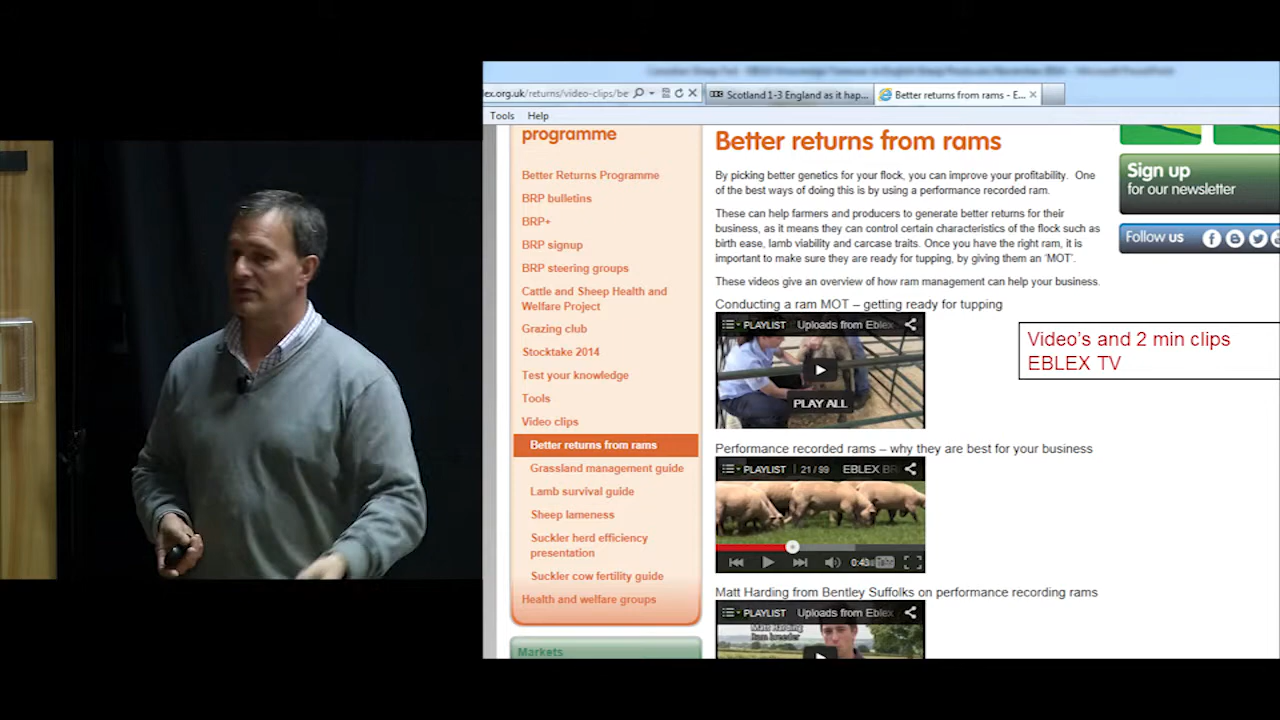 lex.org.uk/returns/video-clips/be
Scotland 1-3 England as it hap...
Better returns from rams - E...
Tools Help
programme
Better Returns Programme
BRP bulletins
BRP+
BRP signup
BRP steering groups
Cattle and Sheep Health and
Welfare Project
Grazing club
Stocktake 2014
Test your knowledge
Tools
Video clips
Better returns from rams
Grassland management guide
Lamb survival guide
Sheep lameness
Suckler herd efficiency
presentation
Suckler cow fertility guide
Health and welfare groups
Markets
Better returns from rams
By picking better genetics for your flock, you can improve your profitability. One
of the best ways of doing this is by using a performance recorded ram.
These can help farmers and producers to generate better returns for their
business, as it means they can control certain characteristics of the flock such as
birth ease, lamb viability and carcase traits. Once you have the right ram, it is
important to make sure they are ready for tupping, by giving them an 'MOT'.
These videos give an overview of how ram management can help your business.
Conducting a ram MOT – getting ready for tupping
PLAYLIST Uploads from Eblex
PLAY ALL
Performance recorded rams – why they are best for your business
PLAYLIST 21 / 99 EBLEX BR
0:43
Matt Harding from Bentley Suffolks on performance recording rams
PLAYLIST Uploads from Eblex
Matt Harding
Ram breeder
Sign up
for our newsletter
Follow us
Video's and 2 min clips
EBLEX TV